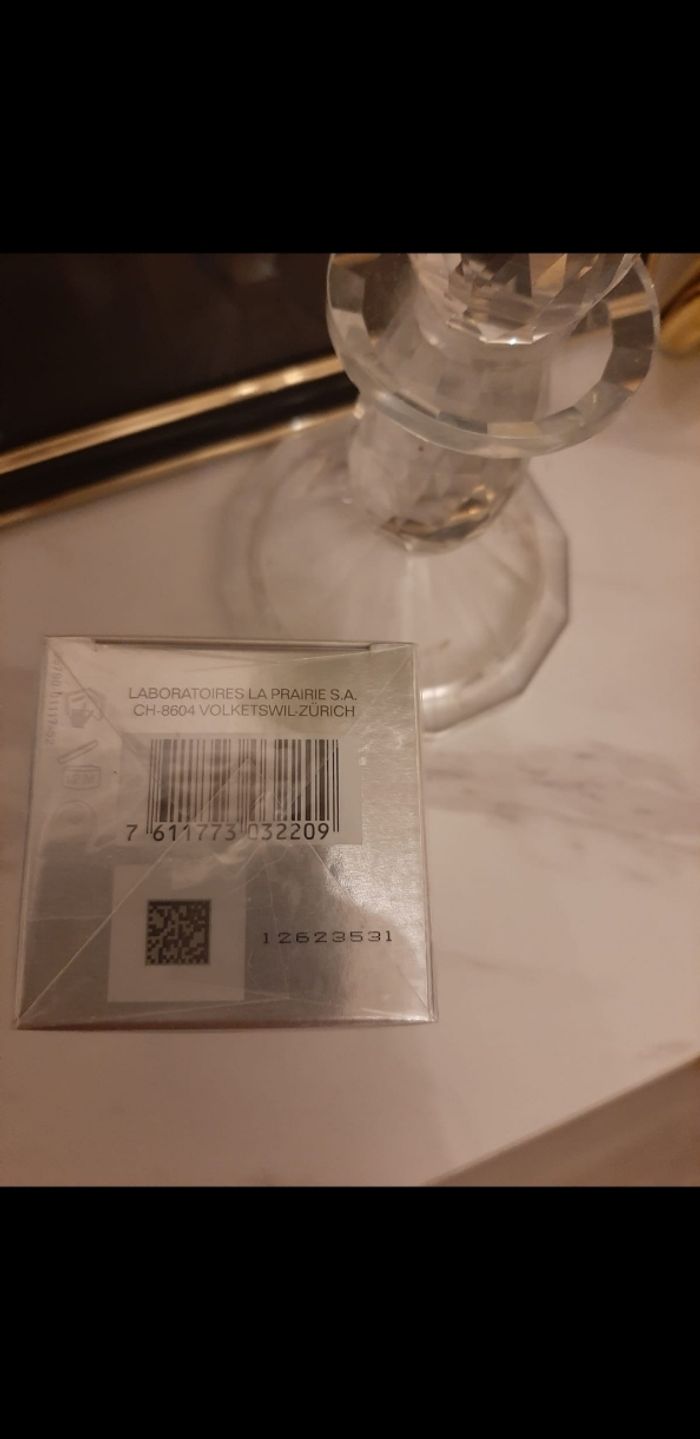 LABORATOIRES LA PRAIRIE S.A.
CH-8604 VOLKETSWIL-ZÜRICH
7 611773 032209
12623531